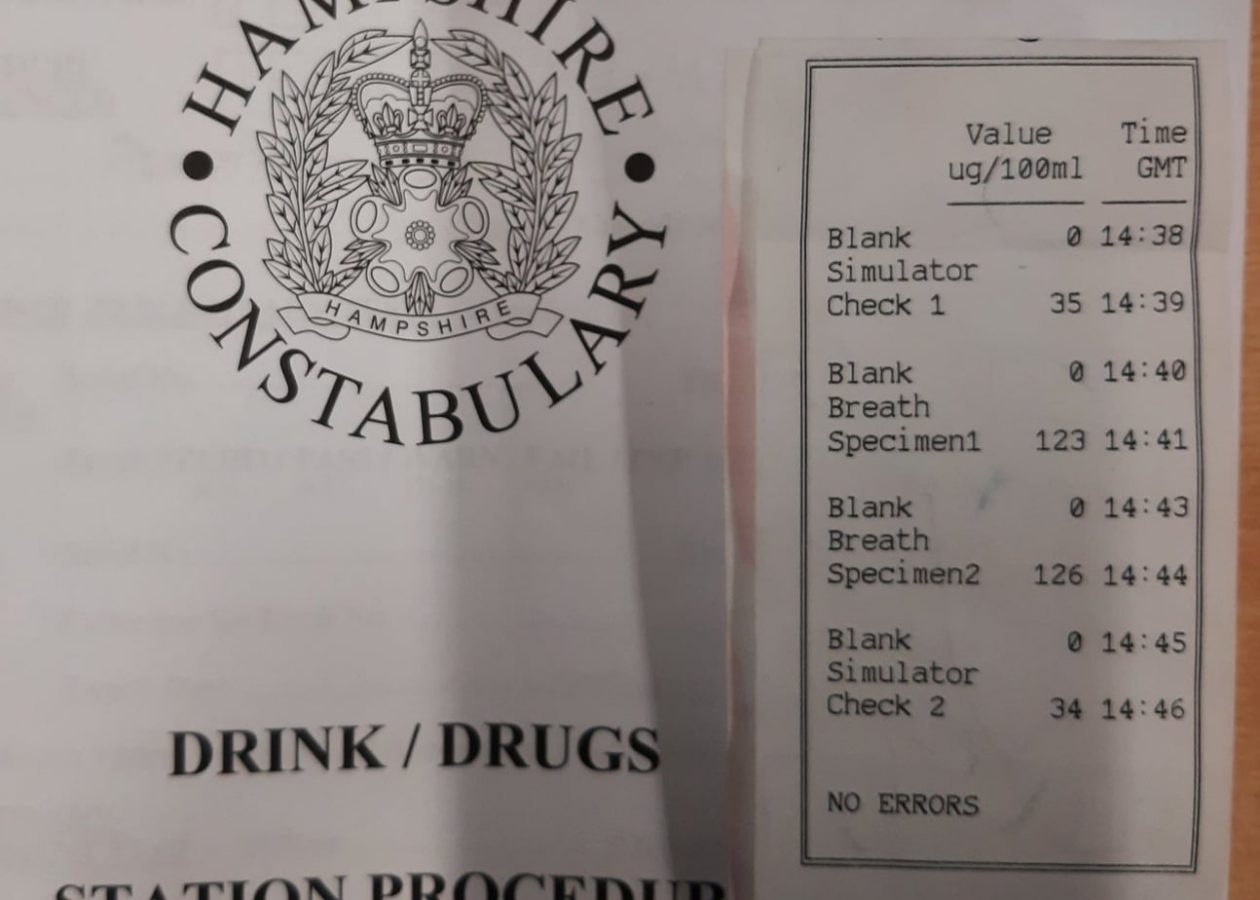 HAMPSHIRE
CONSTABULARY
HAMPSHIRE
DRINK / DRUGS
STATION
Value Time
ug/100ml GMT
Blank 0 14:38
Simulator
Check 1 35 14:39
Blank 0 14:40
Breath
Specimen1 123 14:41
Blank 0 14:43
Breath
Specimen2 126 14:44
Blank 0 14:45
Simulator
Check 2 34 14:46
NO ERRORS